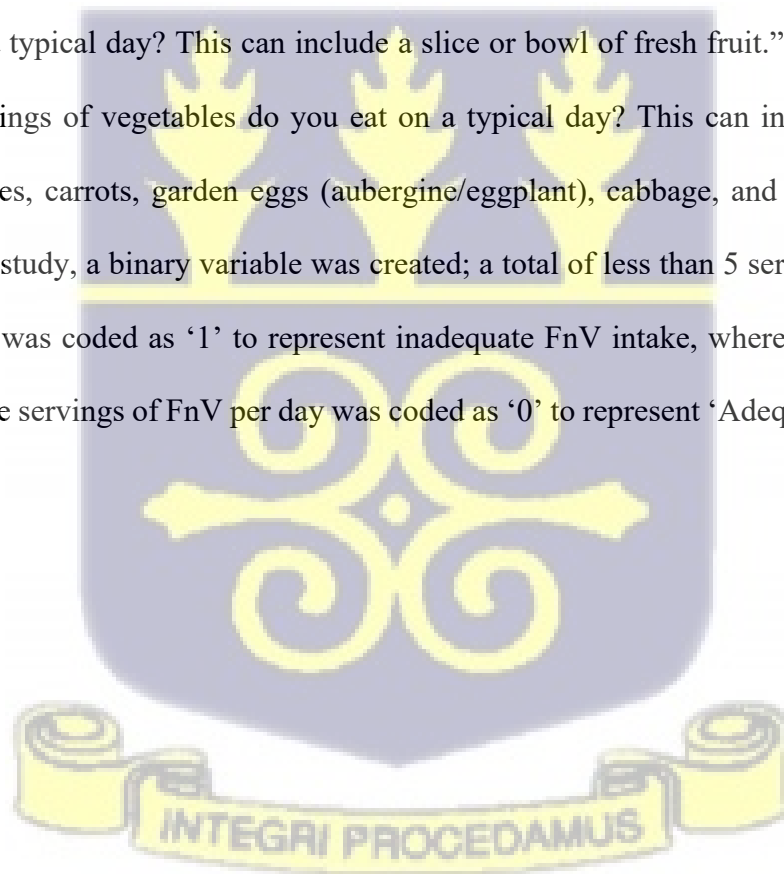 typical day? This can include a slice or bowl of fresh fruit.”
ings of vegetables do you eat on a typical day? This can in
es, carrots, garden eggs (aubergine/eggplant), cabbage, and
study, a binary variable was created; a total of less than 5 ser
was coded as ‘1’ to represent inadequate FnV intake, where
e servings of FnV per day was coded as ‘0’ to represent ‘Adeq
INTEGRI PROCEDAMUS